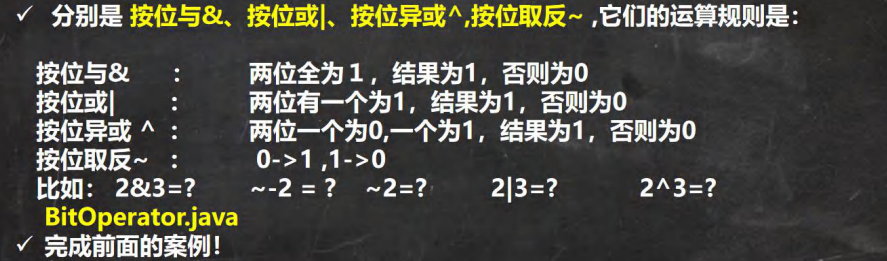 ✓ 分别是 按位与&、按位或|、按位异或^,按位取反~ ,它们的运算规则是：
按位与& ： 两位全为１，结果为1，否则为0
按位或| ： 两位有一个为1，结果为1，否则为0
按位异或 ^ ： 两位一个为0,一个为1，结果为1，否则为0
按位取反~ ： 0->1 ,1->0
比如： 2&3=? ~-2 = ? ~2=? 2|3=? 2^3=?
BitOperator.java
✓ 完成前面的案例！